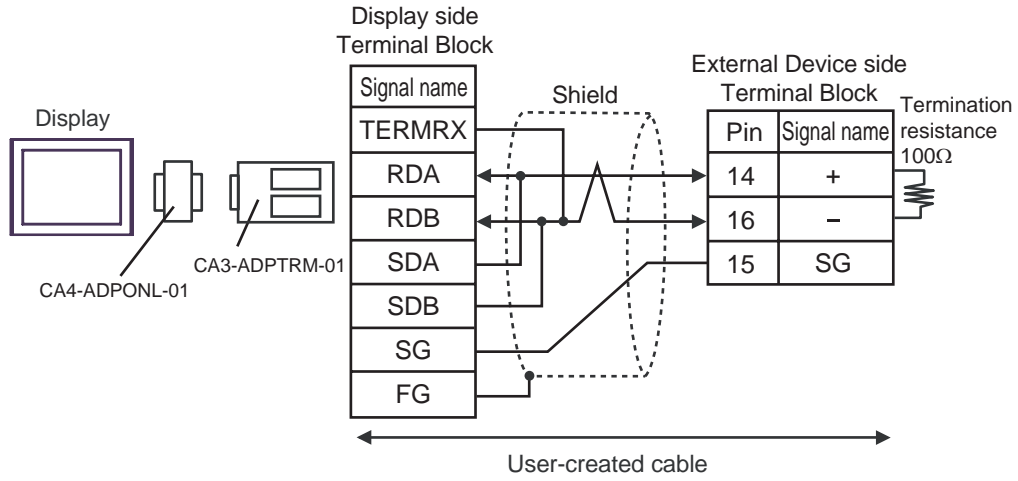 Display side
Terminal Block
External Device side
Terminal Block
Termination
resistance
100Ω
Display
CA4-ADPONL-01
CA3-ADPTRM-01
Signal name
TERMRX
RDA
RDB
SDA
SDB
SG
FG
Shield
Pin Signal name
14 +
16 −
15 SG
User-created cable